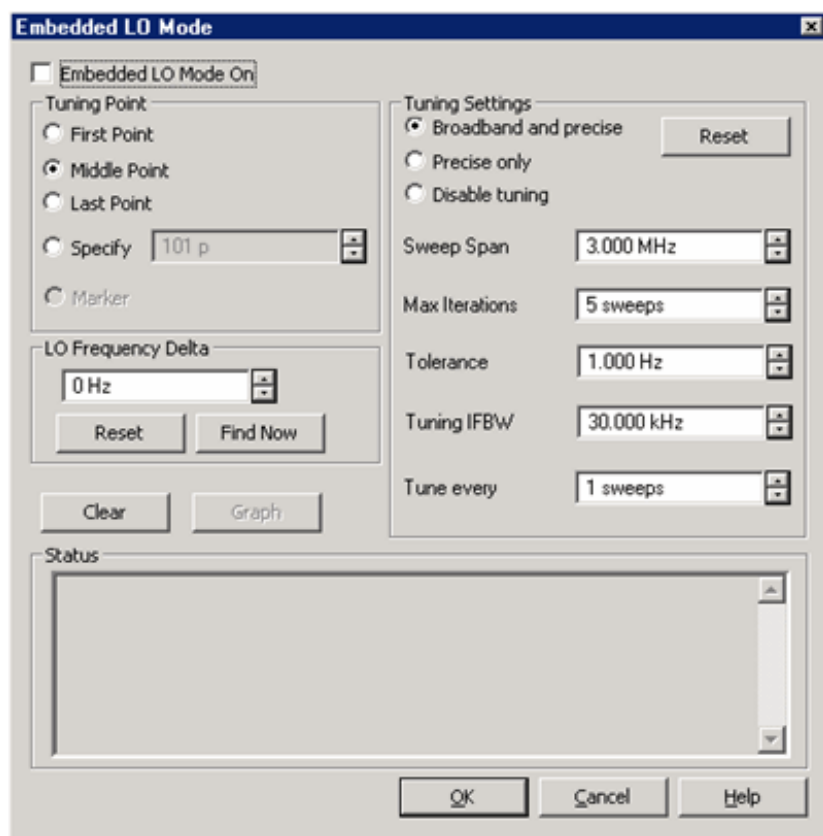 Embedded LO Mode
Embedded LO Mode On
Tuning Point
First Point
Middle Point
Last Point
Specify 101 p
Marker
LO Frequency Delta
0 Hz
Reset Find Now
Clear Graph
Tuning Settings
Broadband and precise Reset
Precise only
Disable tuning
Sweep Span 3.000 MHz
Max Iterations 5 sweeps
Tolerance 1.000 Hz
Tuning IFBW 30.000 kHz
Tune every 1 sweeps
Status
OK Cancel Help